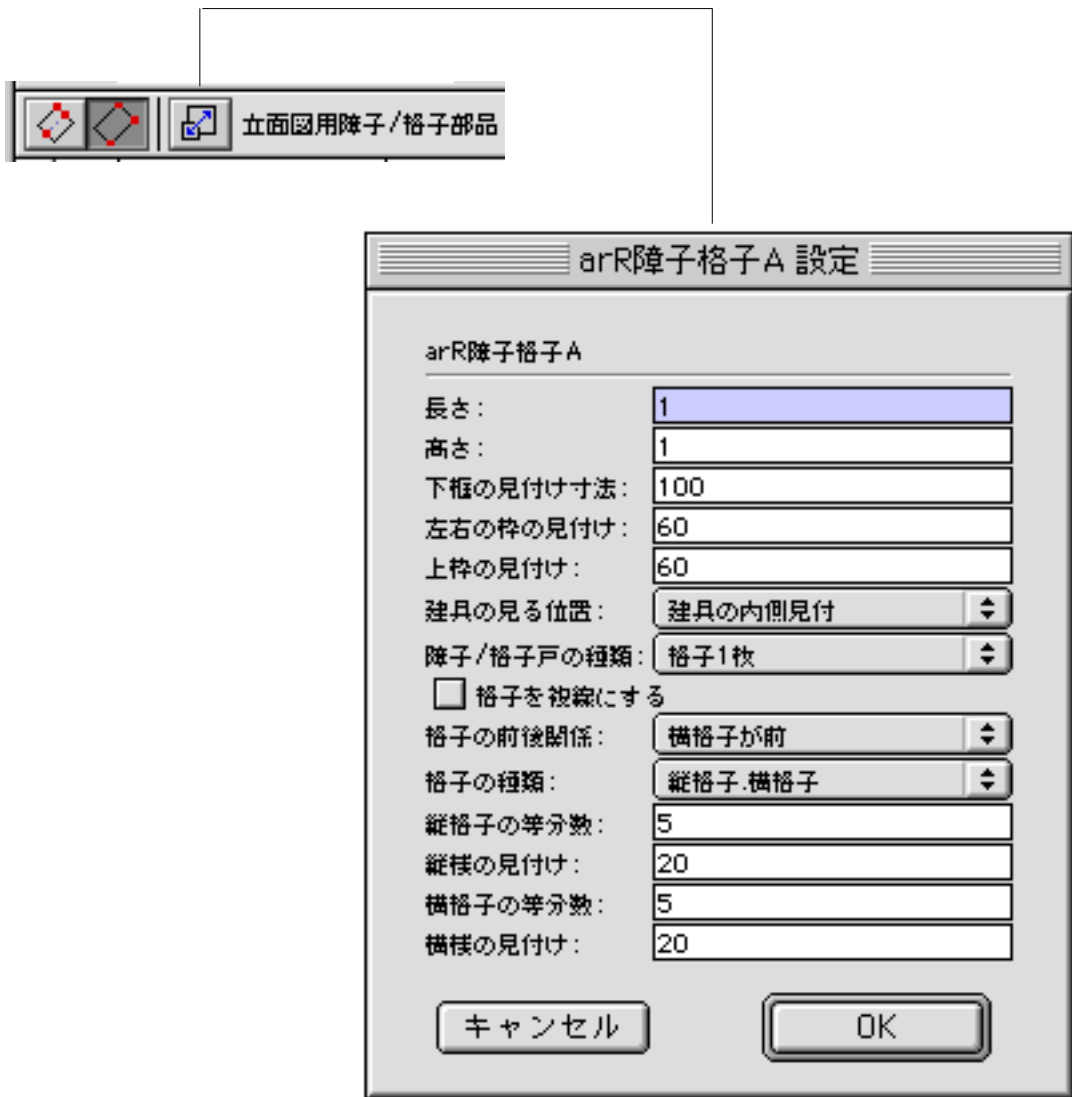 立面図用障子/格子部品
arR障子格子A 設定
arR障子格子A
長さ: 1
高さ: 1
下框の見付け寸法: 100
左右の枠の見付け: 60
上枠の見付け: 60
建具の見る位置: 建具の内側見付
障子/格子戸の種類: 格子1枚
格子を複線にする
格子の前後関係: 横格子が前
格子の種類: 縦格子.横格子
縦格子の等分数: 5
縦桟の見付け: 20
横格子の等分数: 5
横桟の見付け: 20
キャンセル OK